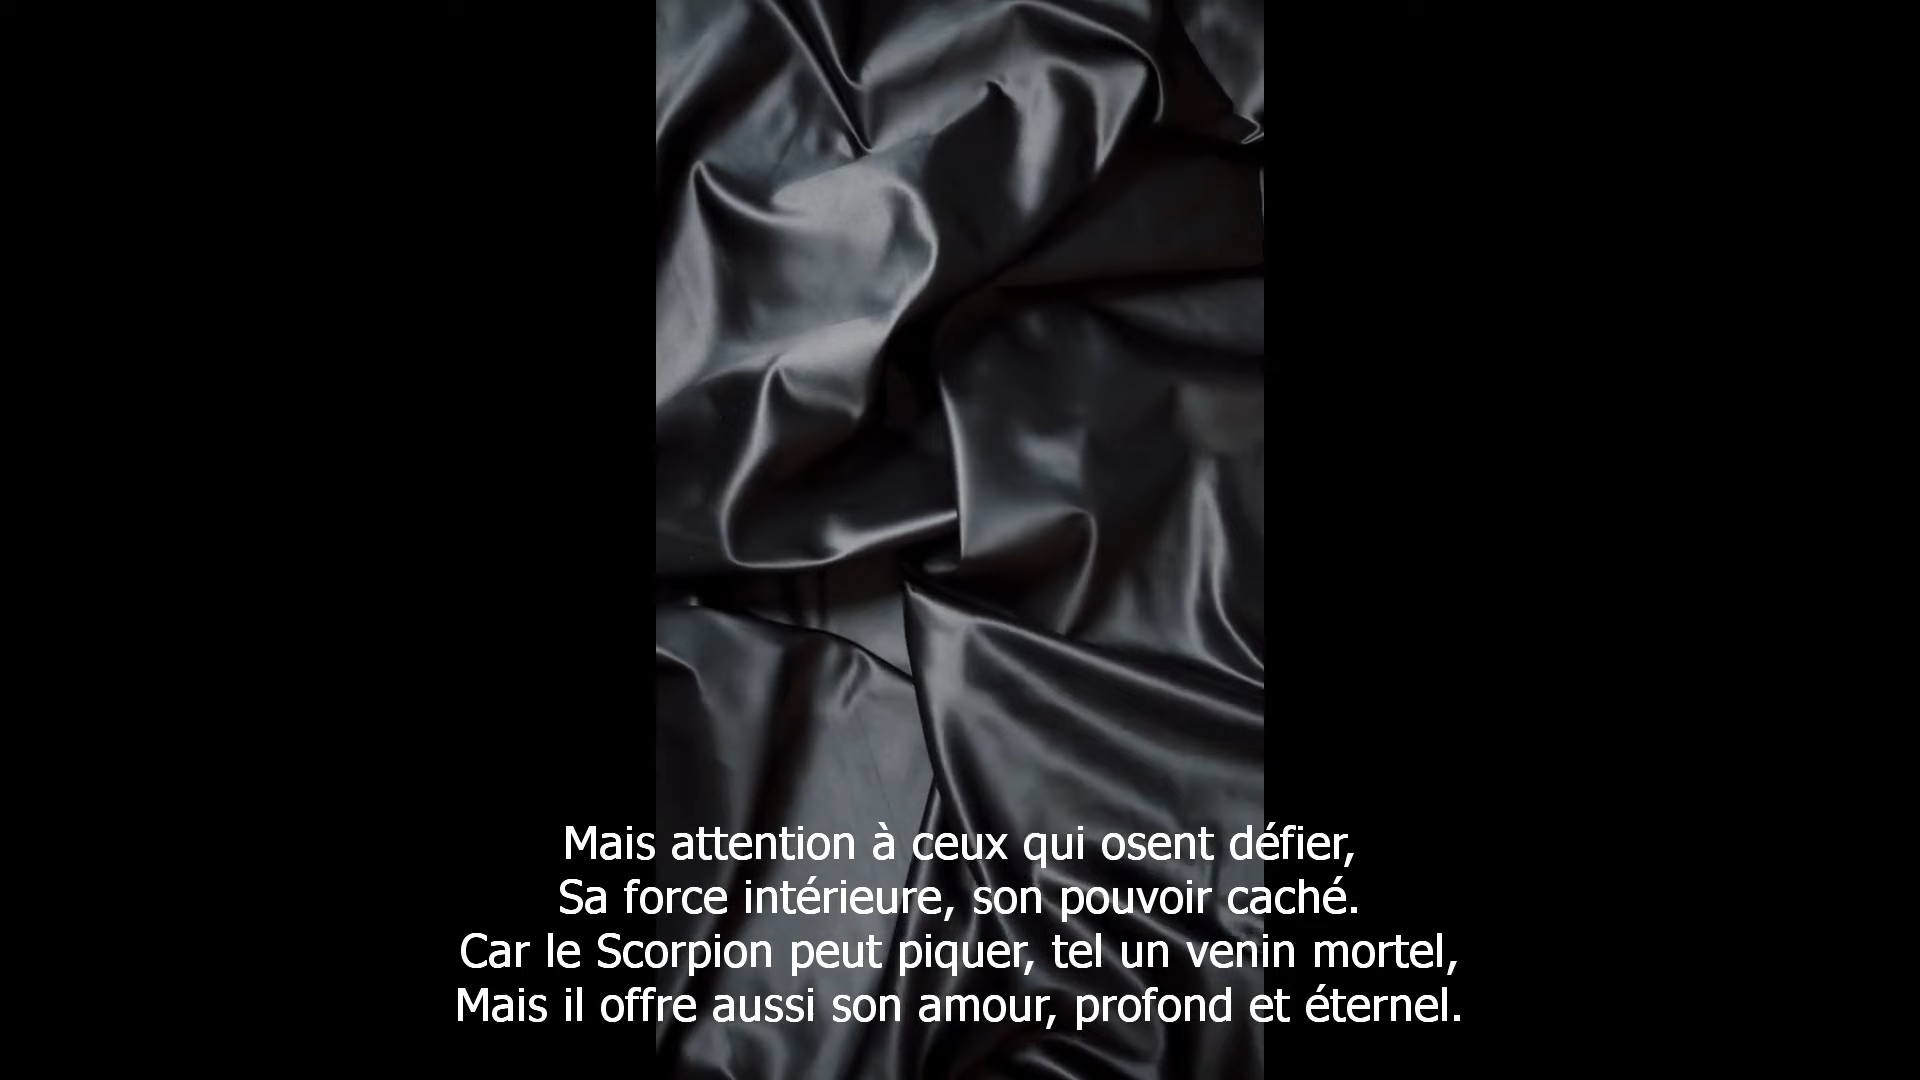 Mais attention à ceux qui osent défier,
Sa force intérieure, son pouvoir caché.
Car le Scorpion peut piquer, tel un venin mortel,
Mais il offre aussi son amour, profond et éternel.